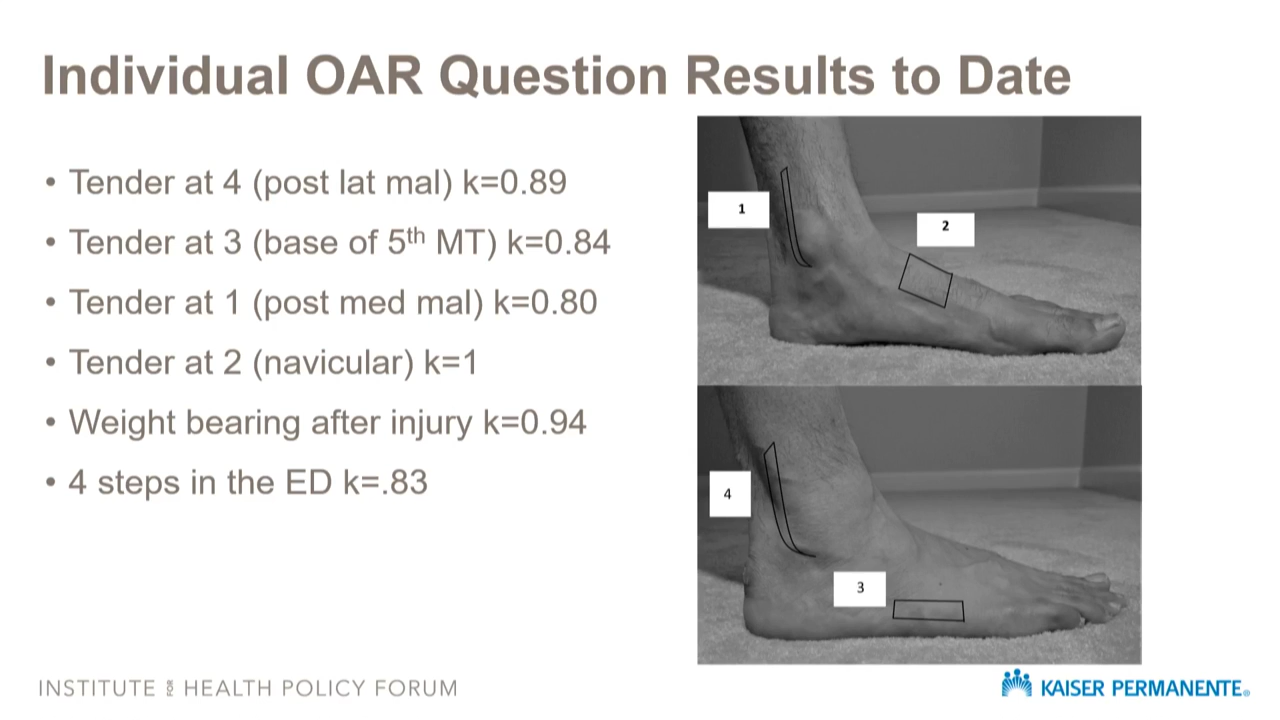 Individual OAR Question Results to Date
• Tender at 4 (post lat mal) k=0.89
• Tender at 3 (base of 5th MT) k=0.84
• Tender at 1 (post med mal) k=0.80
• Tender at 2 (navicular) k=1
• Weight bearing after injury k=0.94
• 4 steps in the ED k=.83
1
2
4
3
INSTITUTE FOR HEALTH POLICY FORUM
KAISER PERMANENTE®